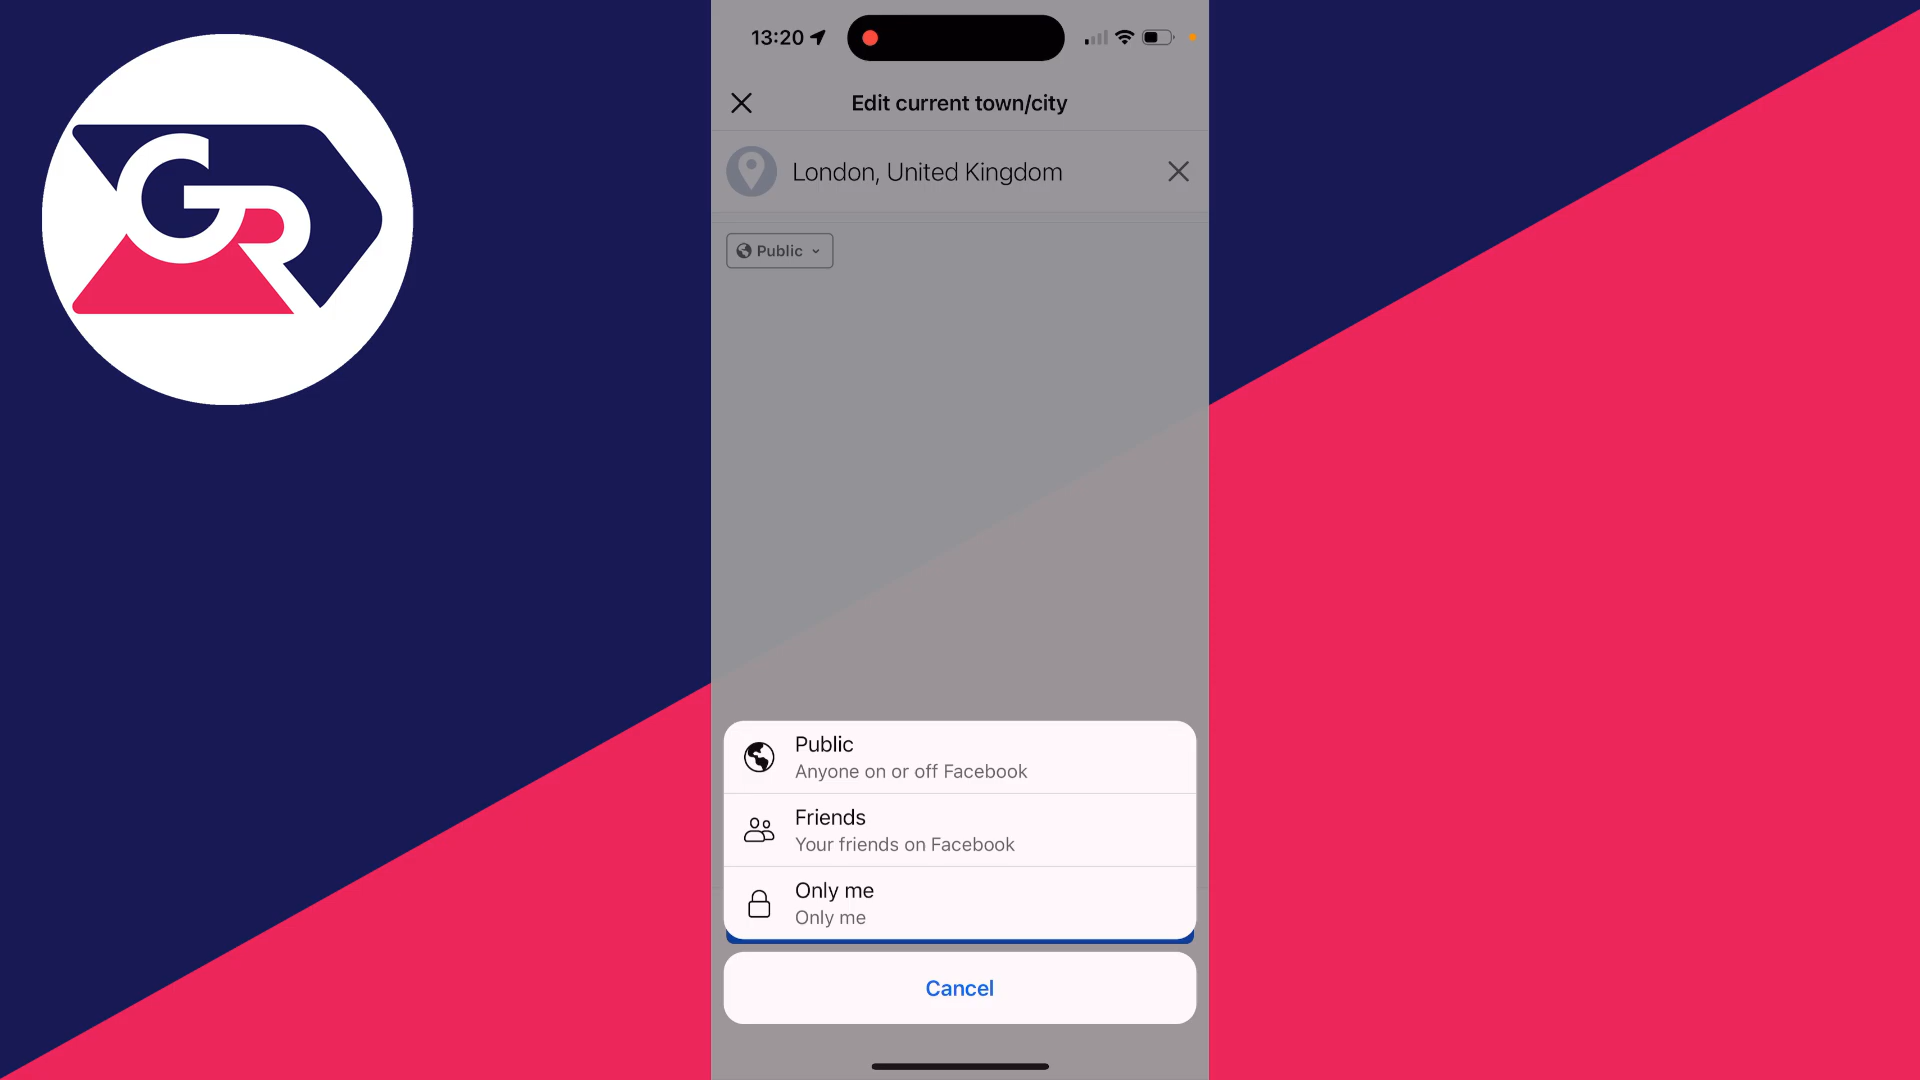 GR
13:20
Edit current town/city
London, United Kingdom
Public
Public
Anyone on or off Facebook
Friends
Your friends on Facebook
Only me
Only me
Cancel